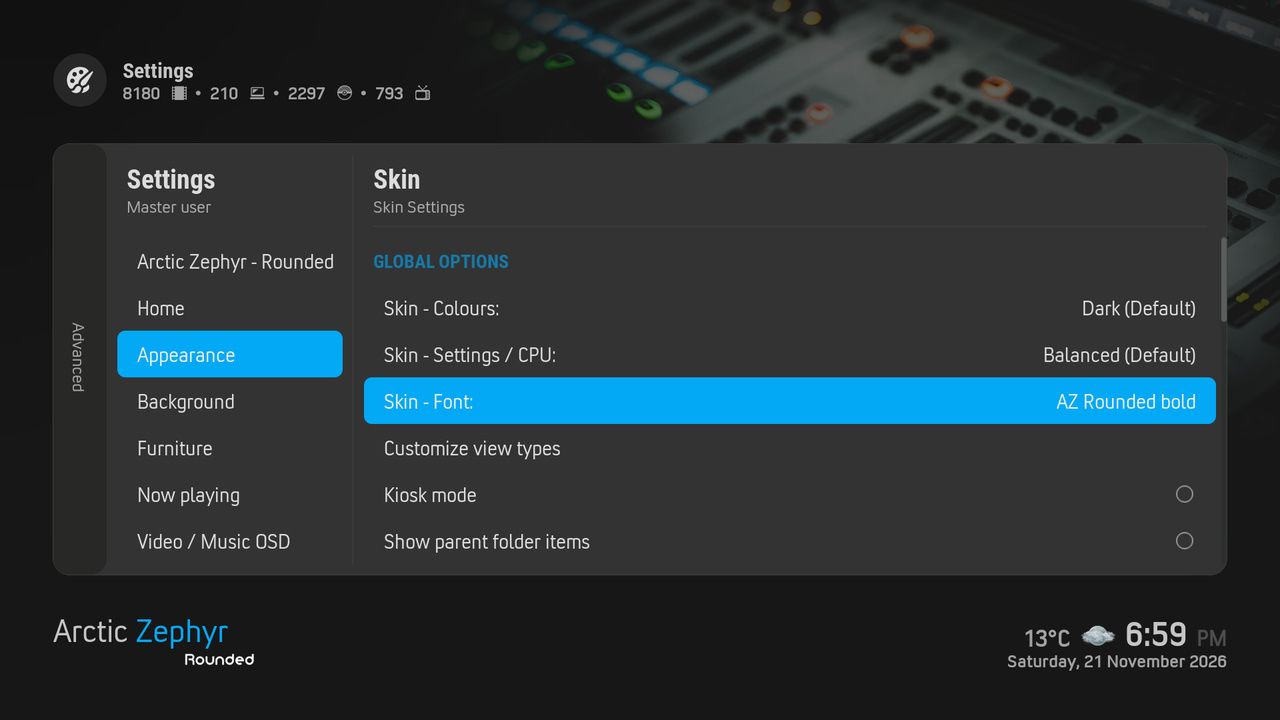 Settings
8180 • 210 • 2297 • 793
Advanced
Settings
Master user
Arctic Zephyr - Rounded
Home
Appearance
Background
Furniture
Now playing
Video / Music OSD
Skin
Skin Settings
GLOBAL OPTIONS
Skin - Colours: Dark (Default)
Skin - Settings / CPU: Balanced (Default)
Skin - Font: AZ Rounded bold
Customize view types
Kiosk mode
Show parent folder items
Arctic Zephyr
Rounded
13°C 6:59 PM
Saturday, 21 November 2026